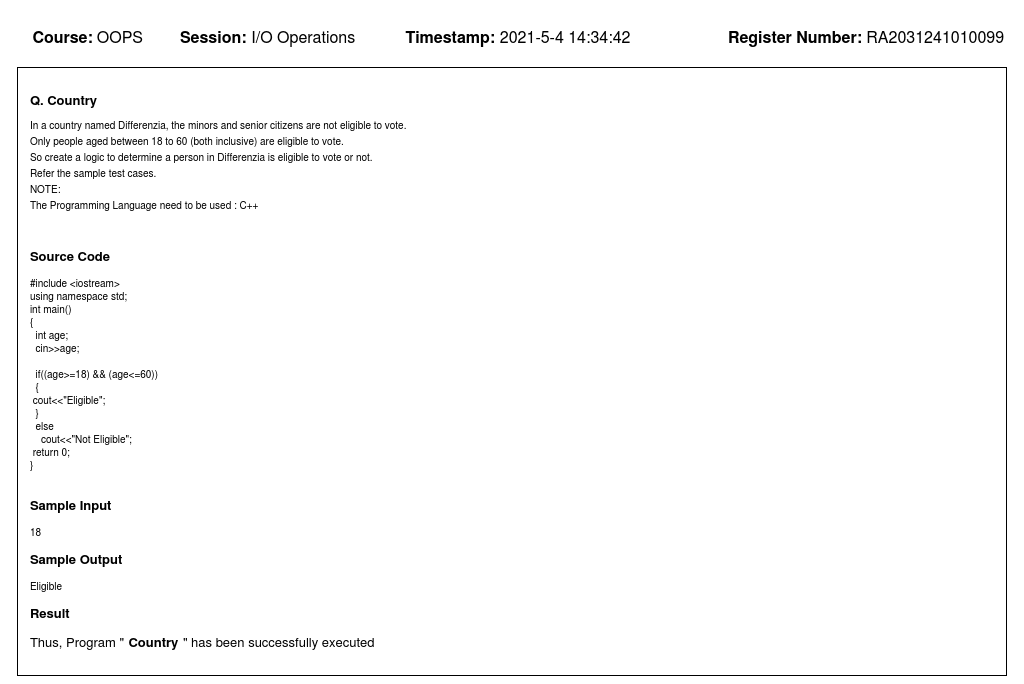 Course: OOPS Session: I/O Operations Timestamp: 2021-5-4 14:34:42 Register Number: RA2031241010099
Q. Country
In a country named Differenzia, the minors and senior citizens are not eligible to vote.
Only people aged between 18 to 60 (both inclusive) are eligible to vote.
So create a logic to determine a person in Differenzia is eligible to vote or not.
Refer the sample test cases.
NOTE:
The Programming Language need to be used : C++
Source Code
#include <iostream>
using namespace std;
int main()
{
  int age;
  cin>>age;
  if((age>=18) && (age<=60))
  {
 cout<<"Eligible";
  }
  else
    cout<<"Not Eligible";
 return 0;
}
Sample Input
18
Sample Output
Eligible
Result
Thus, Program " Country " has been successfully executed